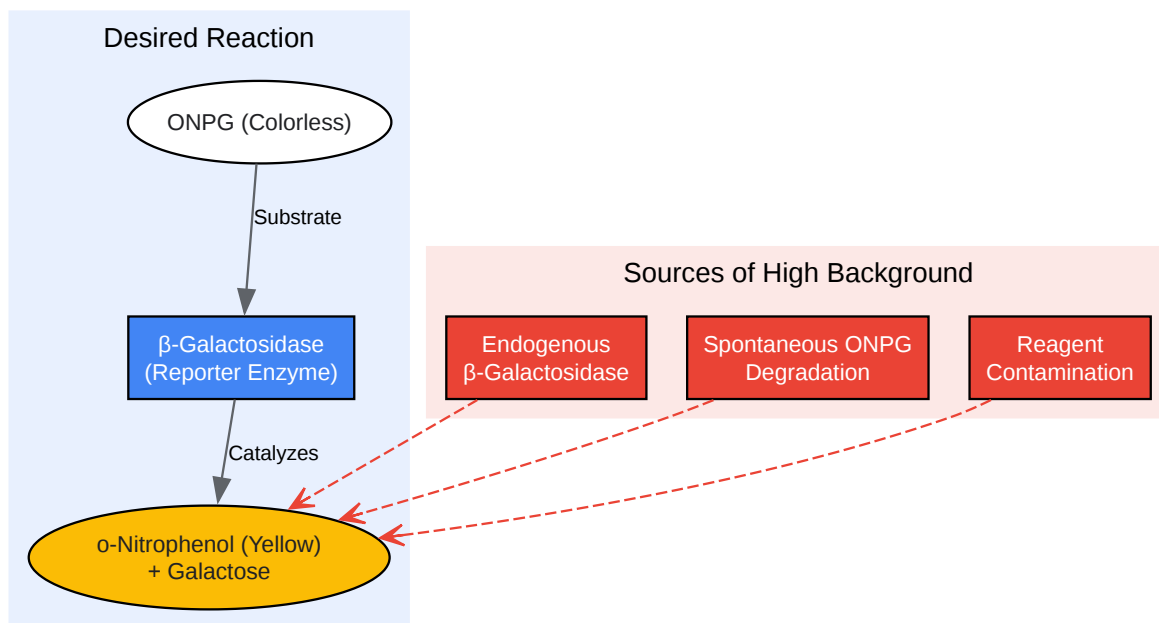 Desired Reaction
ONPG (Colorless)
Substrate
β-Galactosidase
(Reporter Enzyme)
Catalyzes
o-Nitrophenol (Yellow)
+ Galactose
Sources of High Background
Endogenous
β-Galactosidase
Spontaneous ONPG
Degradation
Reagent
Contamination